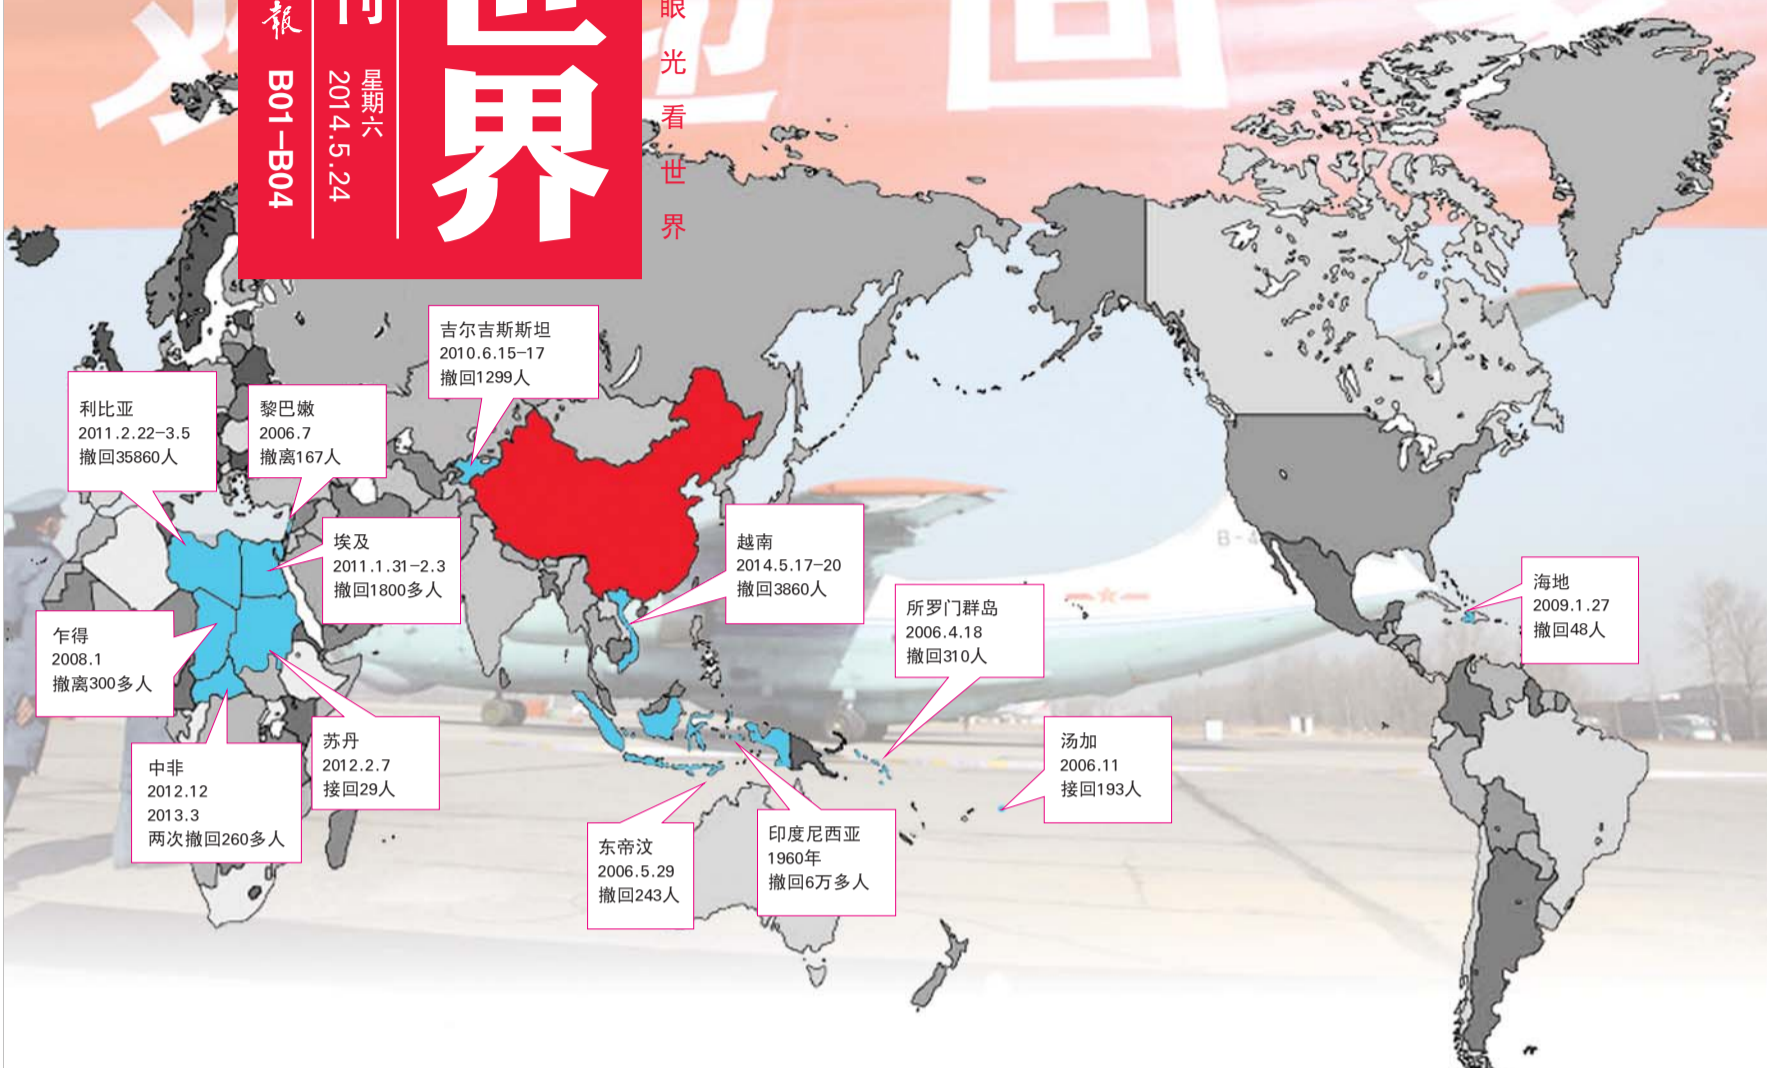 報
刊
世
界
B01-B04
2014.5.24
星期六
眼光看世界
迎回
B-4
吉尔吉斯斯坦
2010.6.15-17
撤回1299人
利比亚
2011.2.22-3.5
撤回35860人
黎巴嫩
2006.7
撤离167人
埃及
2011.1.31-2.3
撤回1800多人
越南
2014.5.17-20
撤回3860人
海地
2009.1.27
撤回48人
所罗门群岛
2006.4.18
撤回310人
乍得
2008.1
撤离300多人
苏丹
2012.2.7
接回29人
汤加
2006.11
接回193人
中非
2012.12
2013.3
两次撤回260多人
东帝汶
2006.5.29
撤回243人
印度尼西亚
1960年
撤回6万多人